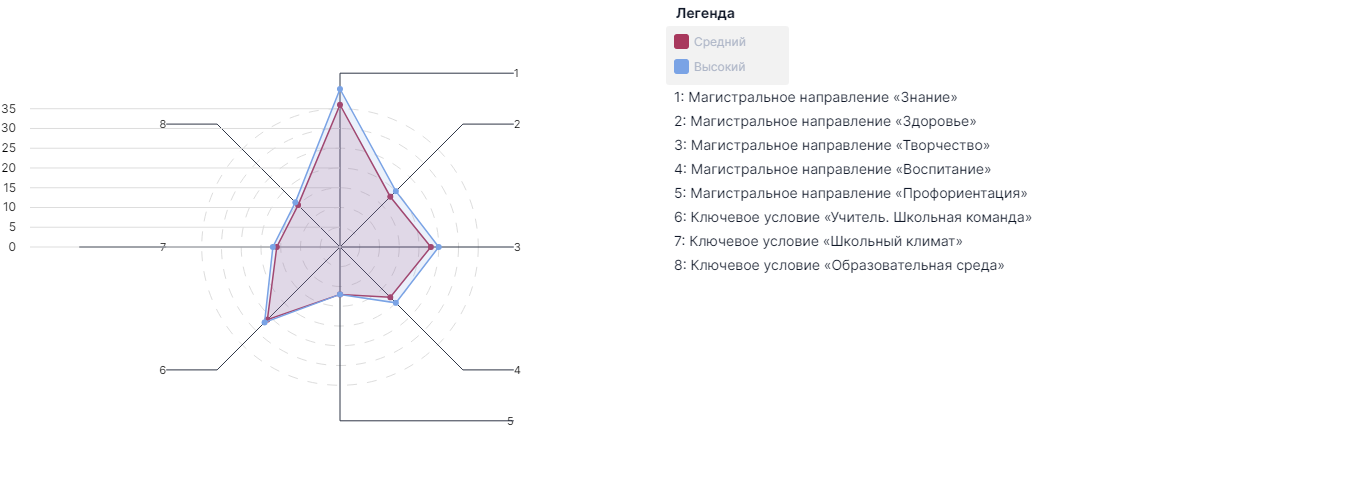 Легенда
Средний
Высокий
1: Магистральное направление «Знание»
2: Магистральное направление «Здоровье»
3: Магистральное направление «Творчество»
4: Магистральное направление «Воспитание»
5: Магистральное направление «Профориентация»
6: Ключевое условие «Учитель. Школьная команда»
7: Ключевое условие «Школьный климат»
8: Ключевое условие «Образовательная среда»
1
2
3
4
5
6
7
8
35
30
25
20
15
10
5
0